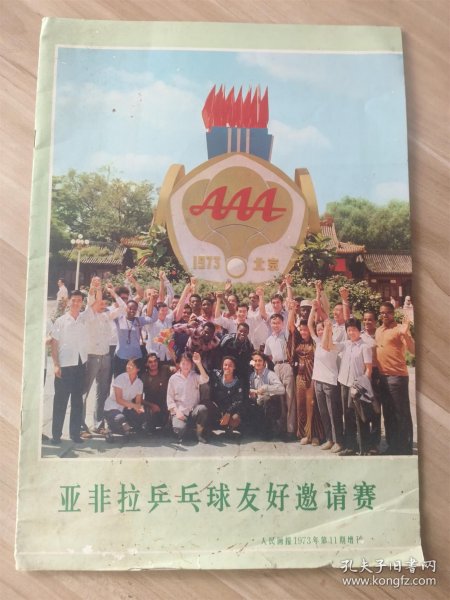 AAA
1973 北京
亚非拉乒乓球友好邀请赛
人民画报1973年第11期增刊
孔夫子旧书网
www.kongfz.com